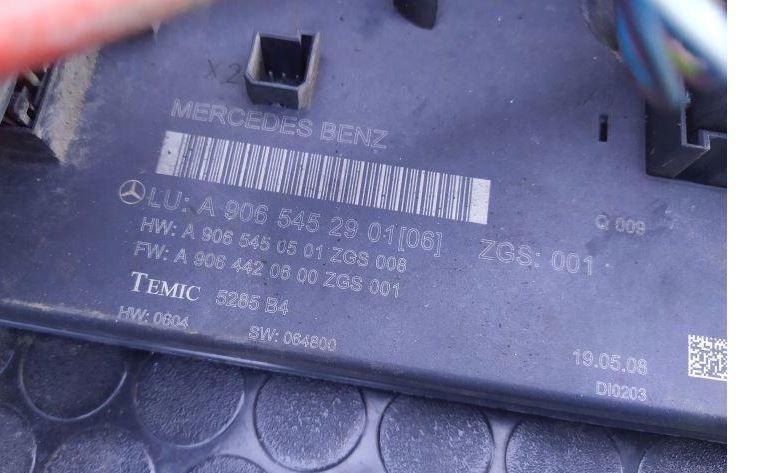 X2
MERCEDES BENZ
LU: A 906 545 29 01[06] ZGS: 001
Q 009
HW: A 906 545 05 01 ZGS 008
FW: A 906 442 06 00 ZGS 001
TEMIC 5285 B4
HW: 0604 SW: 064800
19.05.08
DI0203